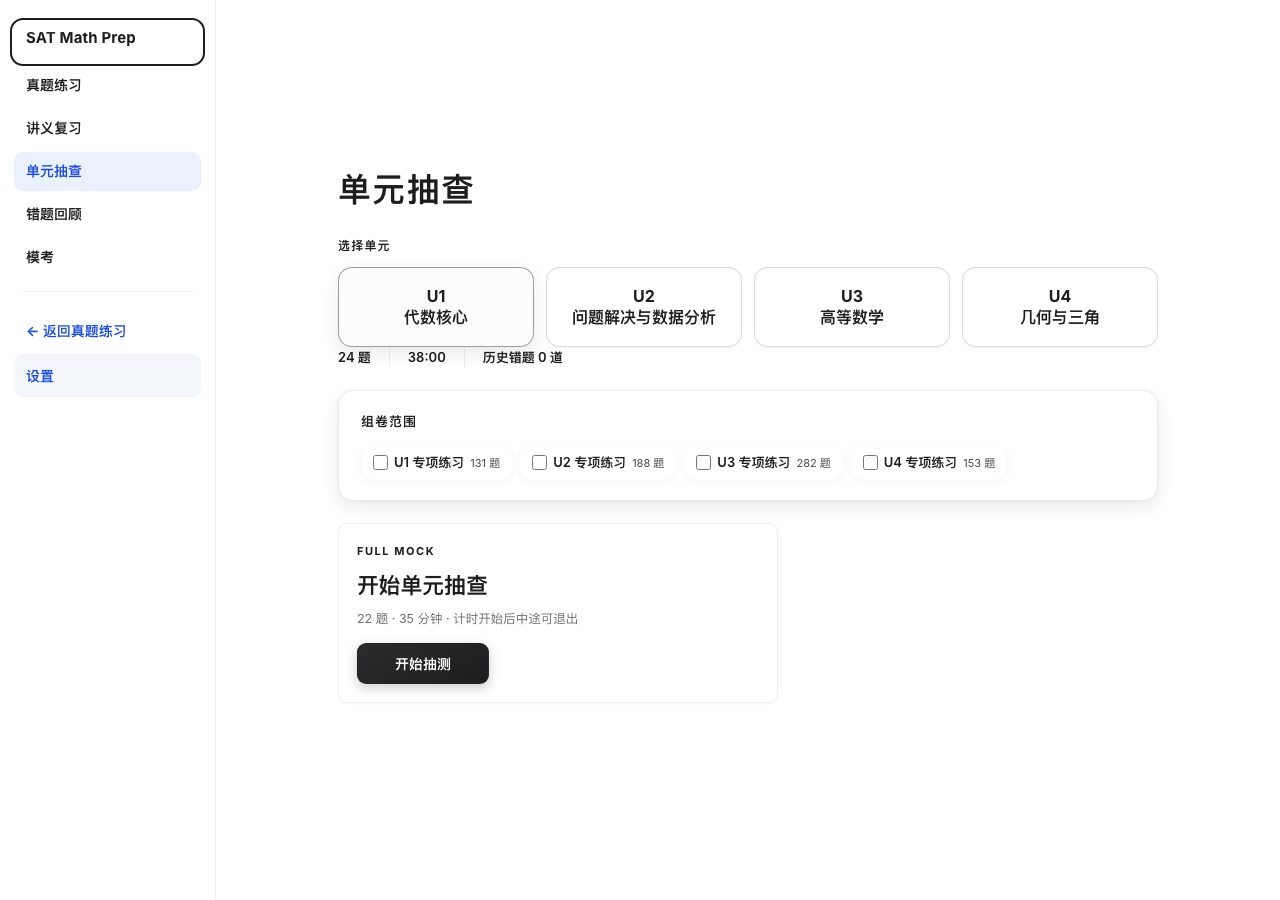 SAT Math Prep
真题练习
讲义复习
单元抽查
错题回顾
模考
← 返回真题练习
设置
单元抽查
选择单元
U1
代数核心
U2
问题解决与数据分析
U3
高等数学
U4
几何与三角
24 题 38:00 历史错题 0 道
组卷范围
U1 专项练习 131 题 U2 专项练习 188 题 U3 专项练习 282 题 U4 专项练习 153 题
FULL MOCK
开始单元抽查
22 题 · 35 分钟 · 计时开始后中途可退出
开始抽测